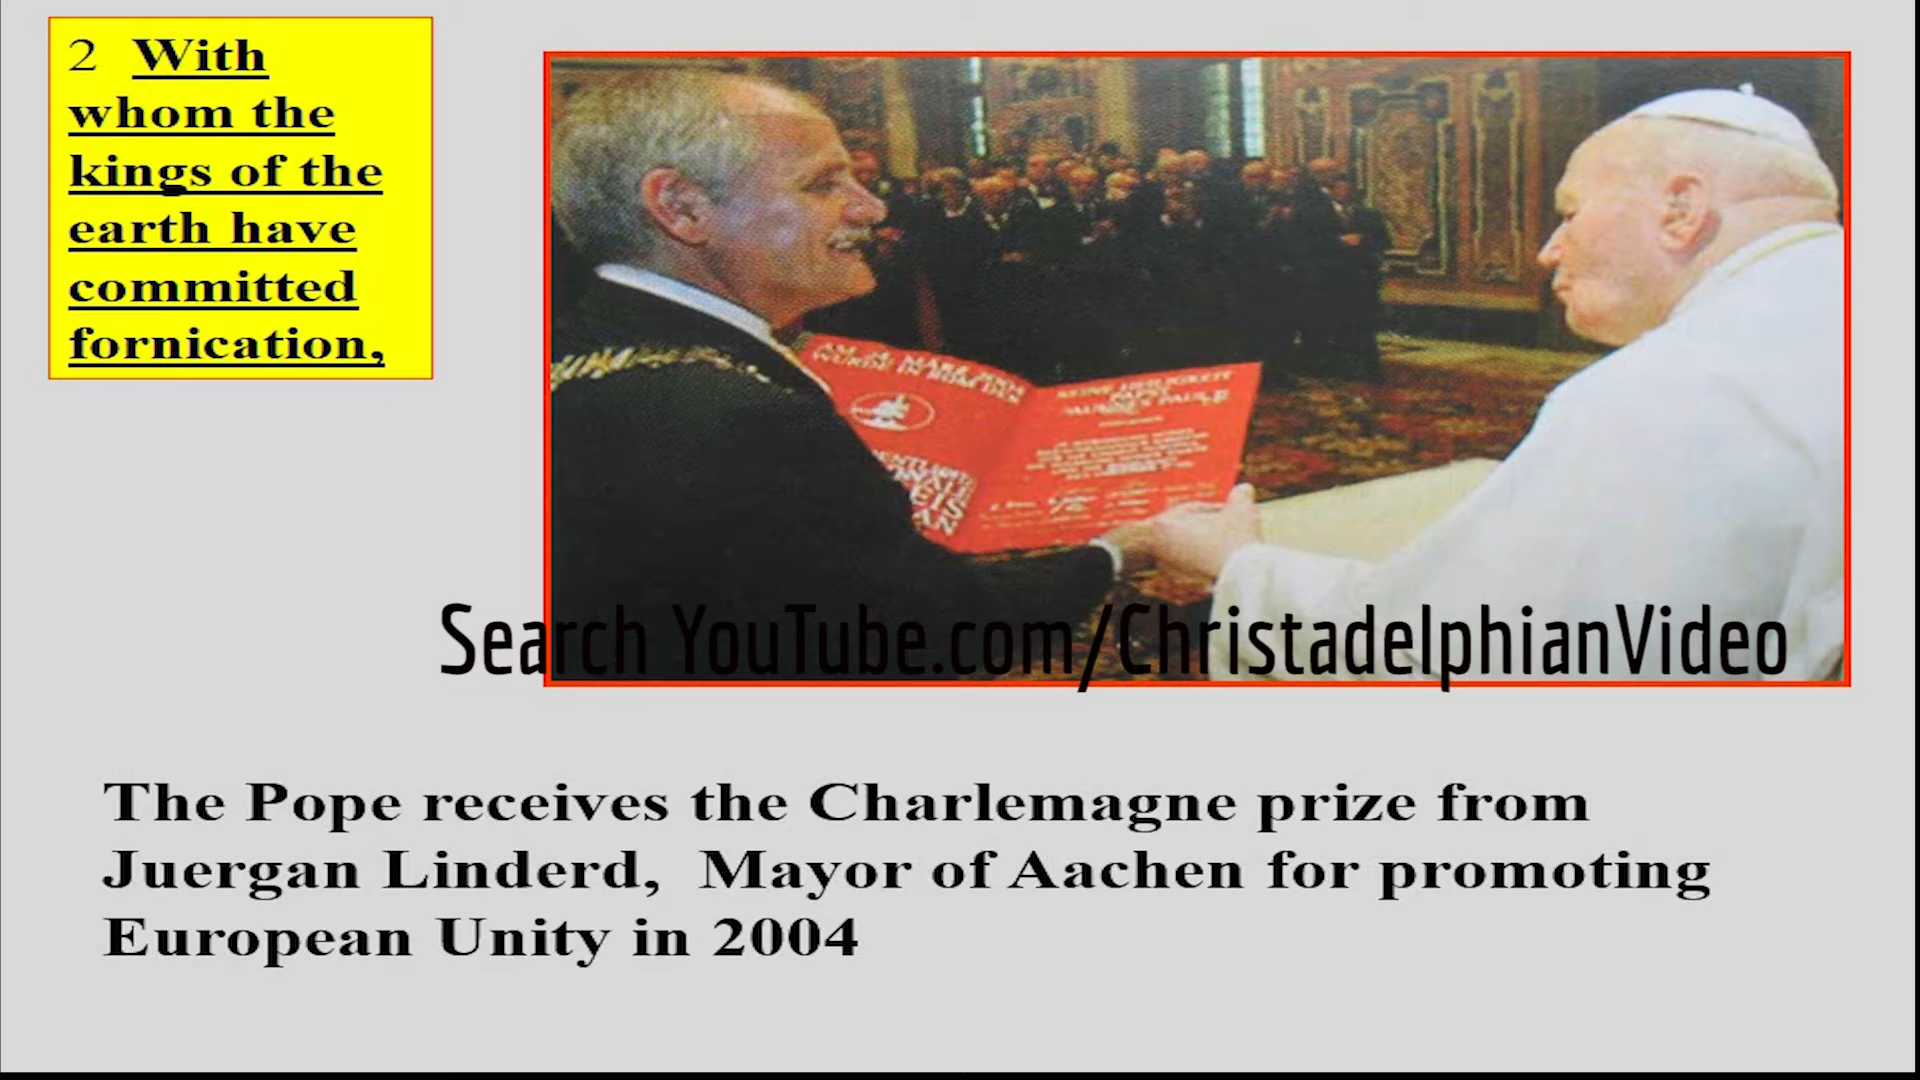 2 With
whom the
kings of the
earth have
committed
fornication,
Search YouTube.com/ChristadelphianVideo
The Pope receives the Charlemagne prize from
Juergan Linderd, Mayor of Aachen for promoting
European Unity in 2004